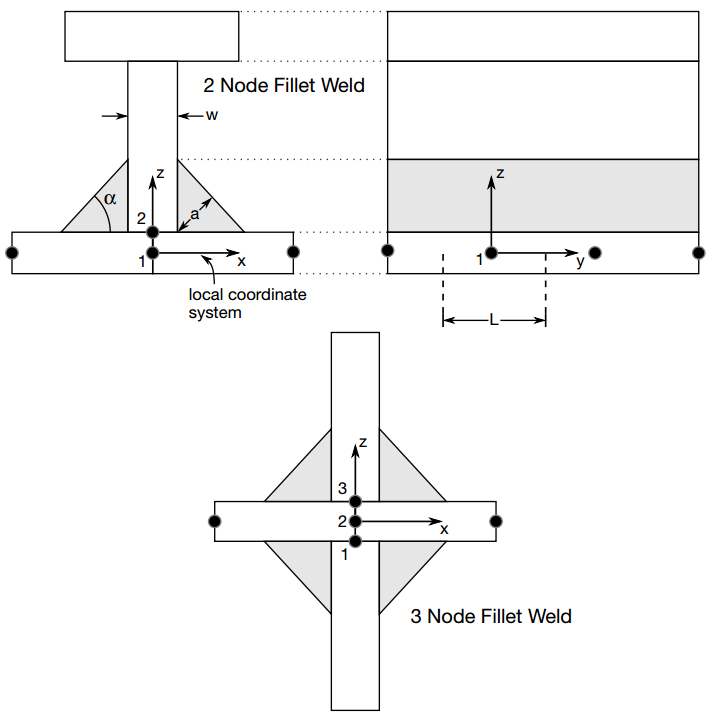 2 Node Fillet Weld
w
z
z
α
2
a
1
x
1
y
local coordinate
system
L
z
3
2
x
1
3 Node Fillet Weld